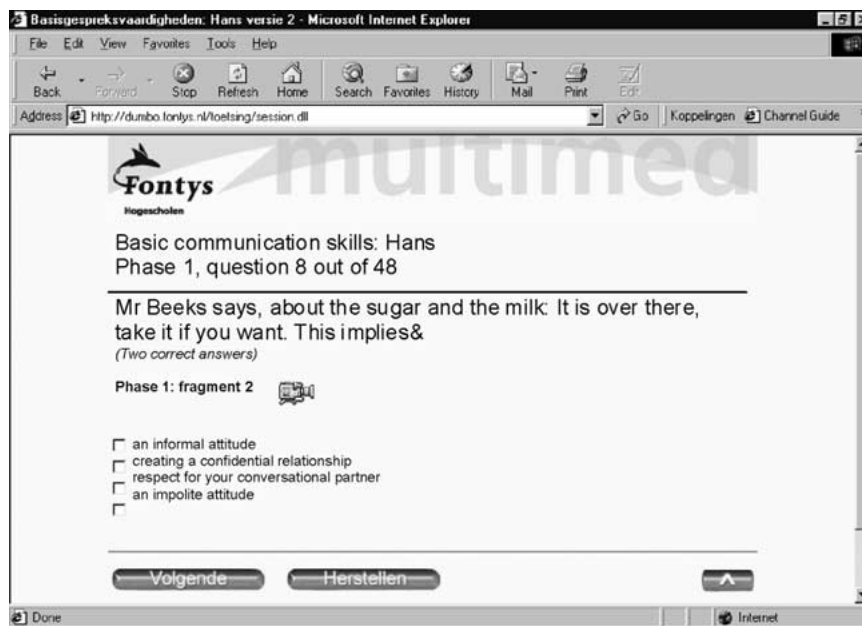 Basisgespreksvaardigheden: Hans versie 2 - Microsoft Internet Explorer
File Edit View Favorites Tools Help
Back Forward Stop Refresh Home Search Favorites History Mail Print Edit
Address http://dumbo.fontys.nl/toetsing/session.dll Go Koppelingen Channel Guide
multimed
Fontys
Hogescholen
Basic communication skills: Hans
Phase 1, question 8 out of 48
Mr Beeks says, about the sugar and the milk: It is over there,
take it if you want. This implies&
(Two correct answers)
Phase 1: fragment 2
an informal attitude
creating a confidential relationship
respect for your conversational partner
an impolite attitude
Volgende Herstellen
Done Internet